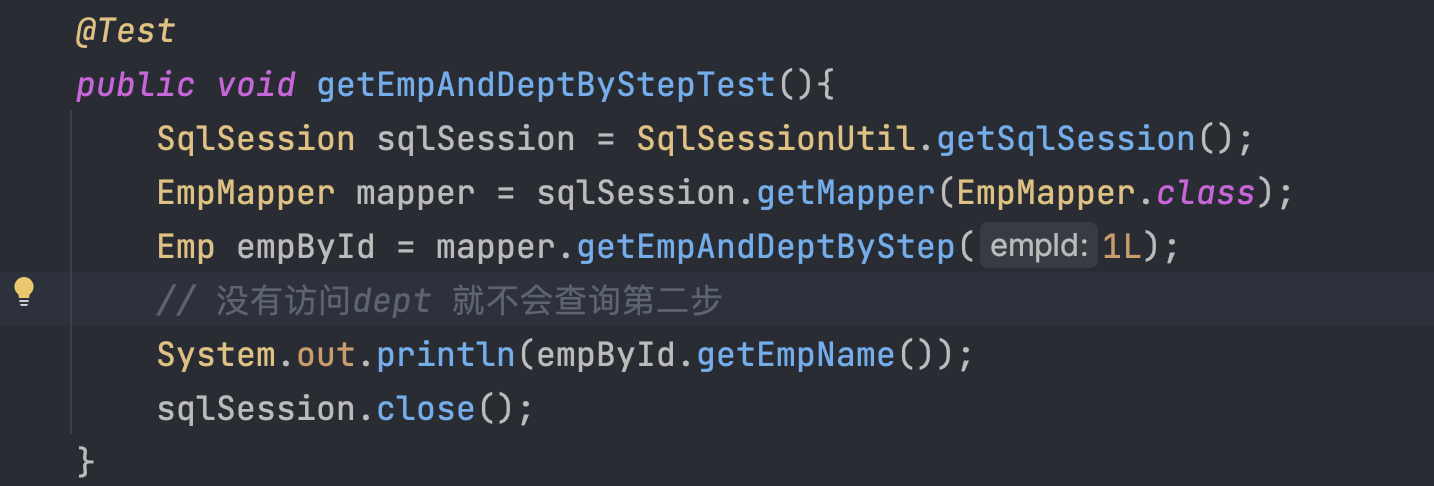 @Test
public void getEmpAndDeptByStepTest(){
SqlSession sqlSession = SqlSessionUtil.getSqlSession();
EmpMapper mapper = sqlSession.getMapper(EmpMapper.class);
Emp empById = mapper.getEmpAndDeptByStep( empId: 1L);
// 没有访问dept 就不会查询第二步
System.out.println(empById.getEmpName());
sqlSession.close();
}